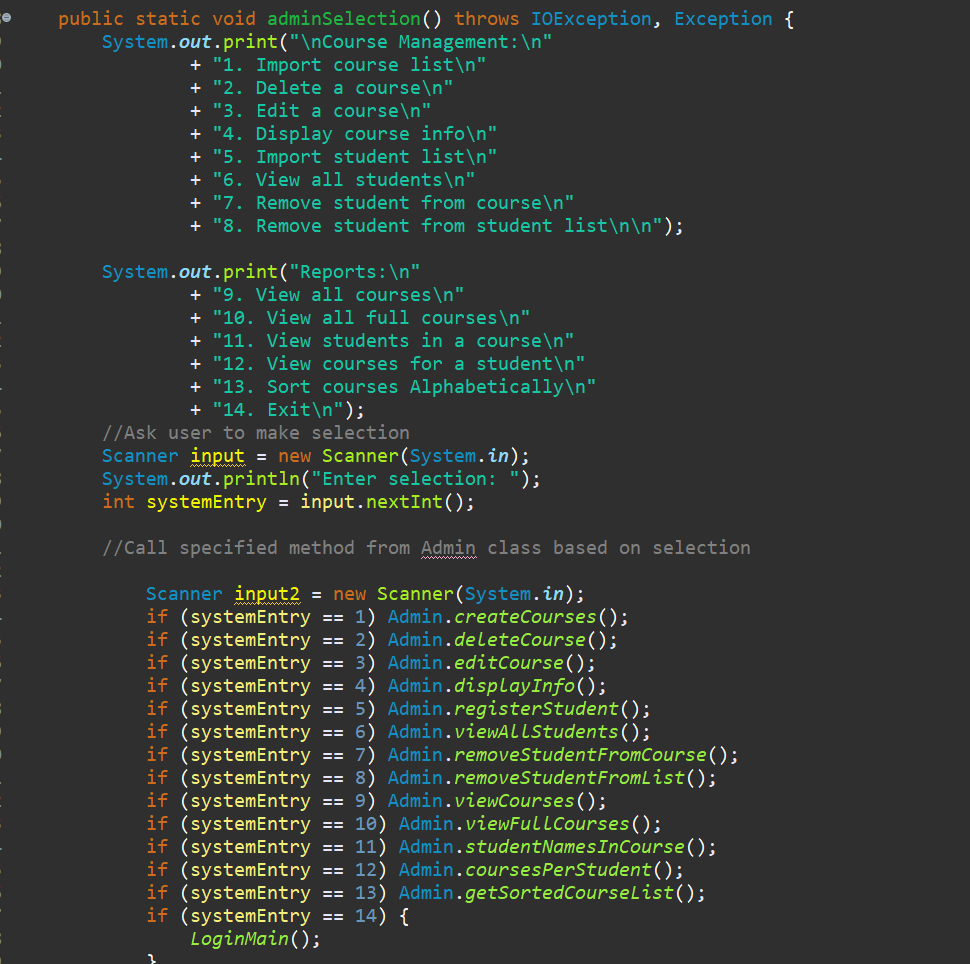 public static void adminSelection() throws IOException, Exception {
System.out.print("\nCourse Management:\n"
+ "1. Import course list\n"
+ "2. Delete a course\n"
+ "3. Edit a course\n"
+ "4. Display course info\n"
+ "5. Import student list\n"
+ "6. View all students\n"
+ "7. Remove student from course\n"
+ "8. Remove student from student list\n\n");
System.out.print("Reports:\n"
+ "9. View all courses\n"
+ "10. View all full courses\n"
+ "11. View students in a course\n"
+ "12. View courses for a student\n"
+ "13. Sort courses Alphabetically\n"
+ "14. Exit\n");
//Ask user to make selection
Scanner input = new Scanner(System.in);
System.out.println("Enter selection: ");
int systemEntry = input.nextInt();
//Call specified method from Admin class based on selection
Scanner input2 = new Scanner(System.in);
if (systemEntry == 1) Admin.createCourses();
if (systemEntry == 2) Admin.deleteCourse();
if (systemEntry == 3) Admin.editCourse();
if (systemEntry == 4) Admin.displayInfo();
if (systemEntry == 5) Admin.registerStudent();
if (systemEntry == 6) Admin.viewAllStudents();
if (systemEntry == 7) Admin.removeStudentFromCourse();
if (systemEntry == 8) Admin.removeStudentFromList();
if (systemEntry == 9) Admin.viewCourses();
if (systemEntry == 10) Admin.viewFullCourses();
if (systemEntry == 11) Admin.studentNamesInCourse();
if (systemEntry == 12) Admin.coursesPerStudent();
if (systemEntry == 13) Admin.getSortedCourseList();
if (systemEntry == 14) {
LoginMain();
}